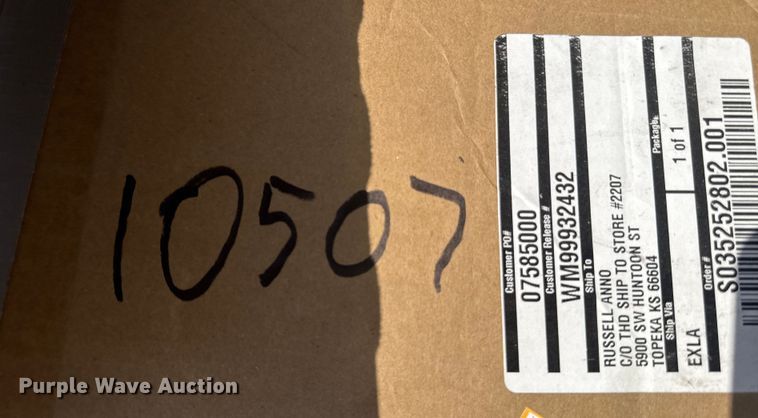 10507
Customer PO#
07585000
Customer Release #
WM99932432
Ship To
RUSSELL ANNO
C/O THD SHIP TO STORE #2207
5900 SW HUNTOON ST
TOPEKA KS 66604
Ship Via
EXLA
Package
1 of 1
Order #
S035252802.001
Purple Wave Auction